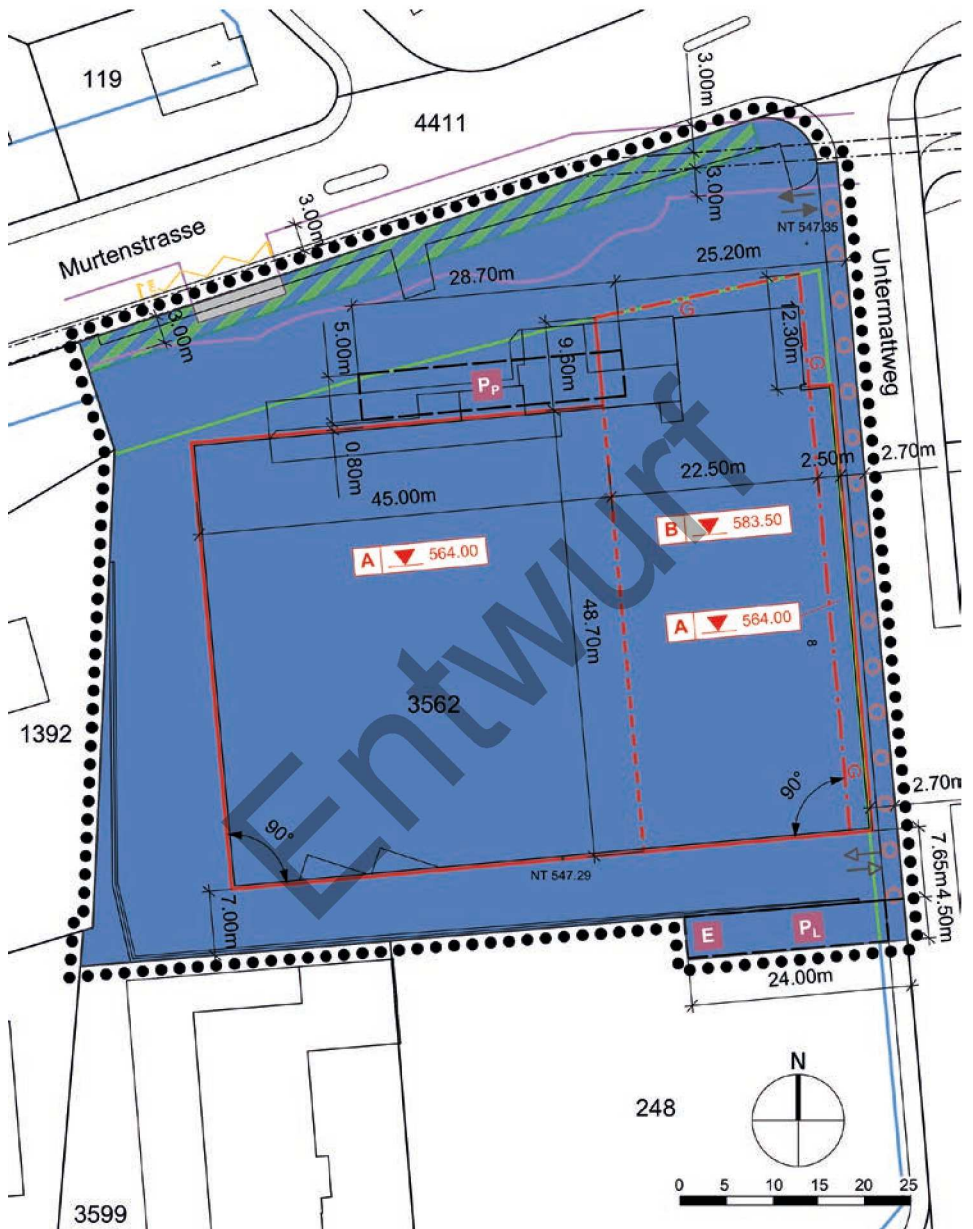 119
1
4411
3.00m
3.00m
3.00m
Murtenstrasse
31
3.00m
NT 547.35
25.20m
28.70m
Untermattweg
G
12.30m
5.00m
9.60m
PP
G
0.80m
2.70m
22.50m
2.50m
45.00m
B 583.50
A 564.00
A 564.00
48.70m
8
3562
1392
Entwurf
G
90°
2.70m
90°
NT 547.29
7.65m
7.00m
4.50m
E
PL
24.00m
N
248
0 5 10 15 20 25
3599